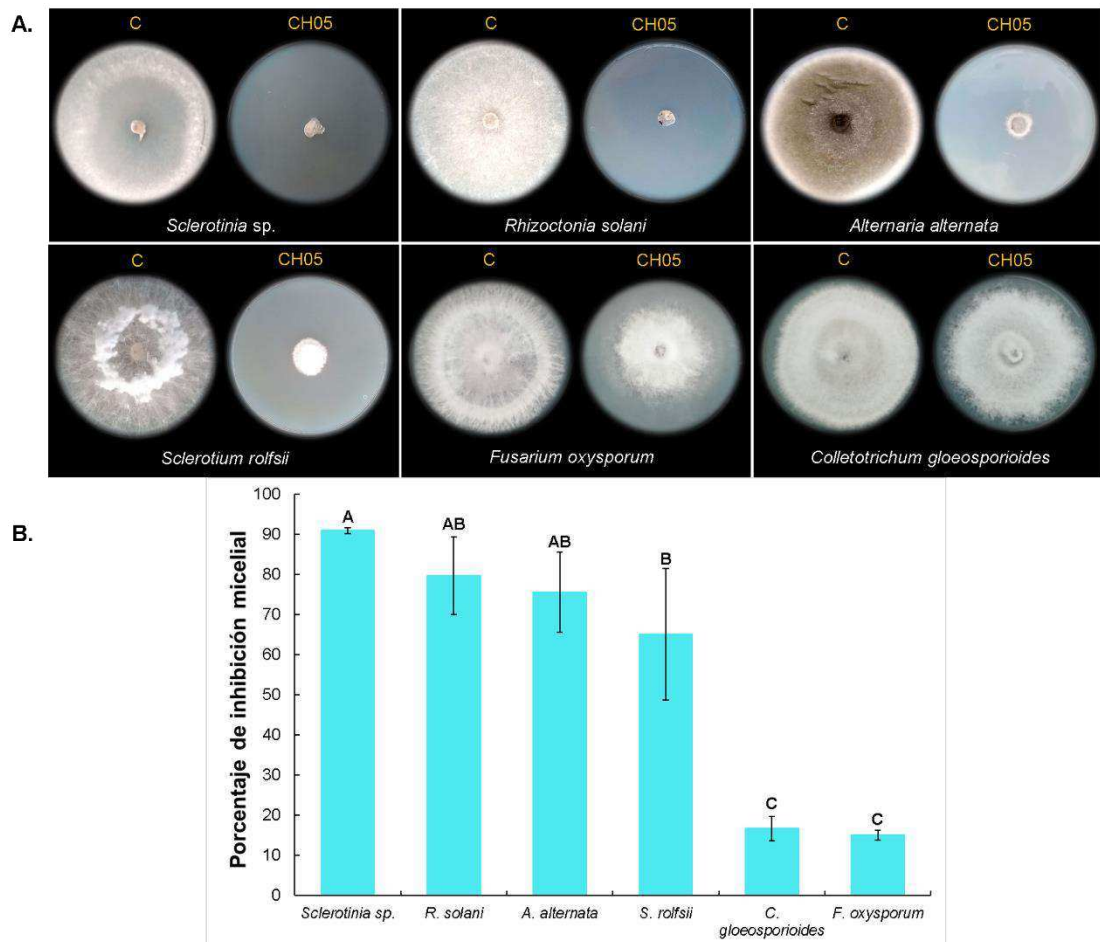 A.
C CH05 C CH05 C CH05
Sclerotinia sp. Rhizoctonia solani Alternaria alternata
C CH05 C CH05 C CH05
Sclerotium rolfsii Fusarium oxysporum Colletotrichum gloeosporioides
B.
Porcentaje de inhibición micelial
100
90
80
70
60
50
40
30
20
10
0
A AB AB B C C
Sclerotinia sp. R. solani A. alternata S. rolfsii C. F. oxysporum
gloeosporioides